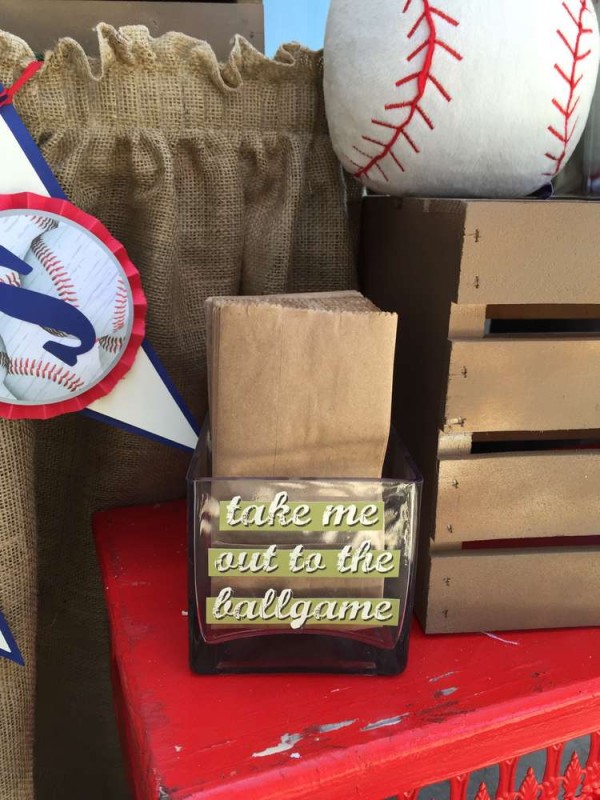 S
take me
out to the
ballgame